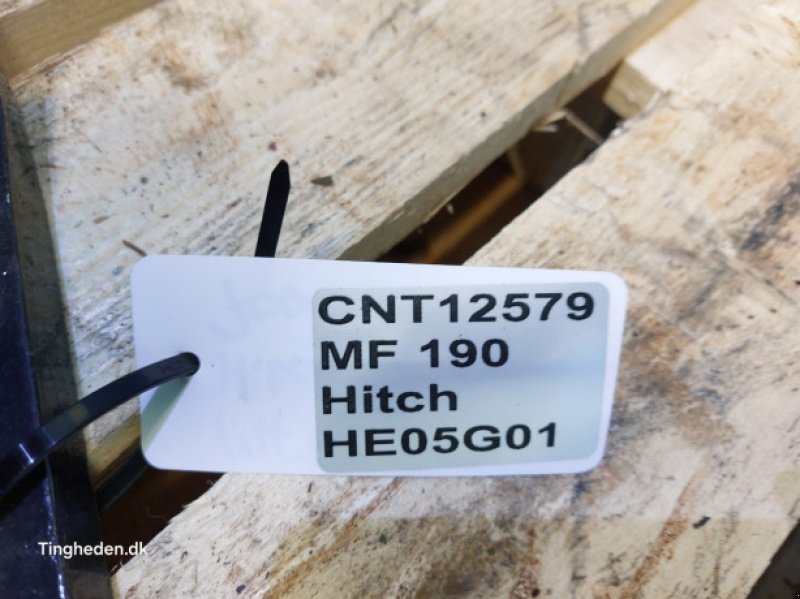 CNT12579
MF 190
Hitch
HE05G01
Tingheden.dk